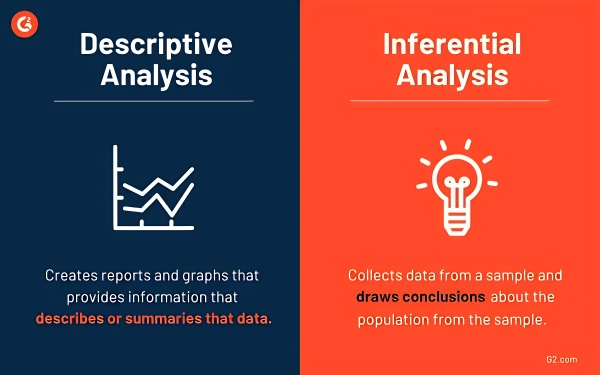 Descriptive
Analysis
Creates reports and graphs that
provides information that
describes or summaries that data.
Inferential
Analysis
Collects data from a sample and
draws conclusions about the
population from the sample.
G2.com